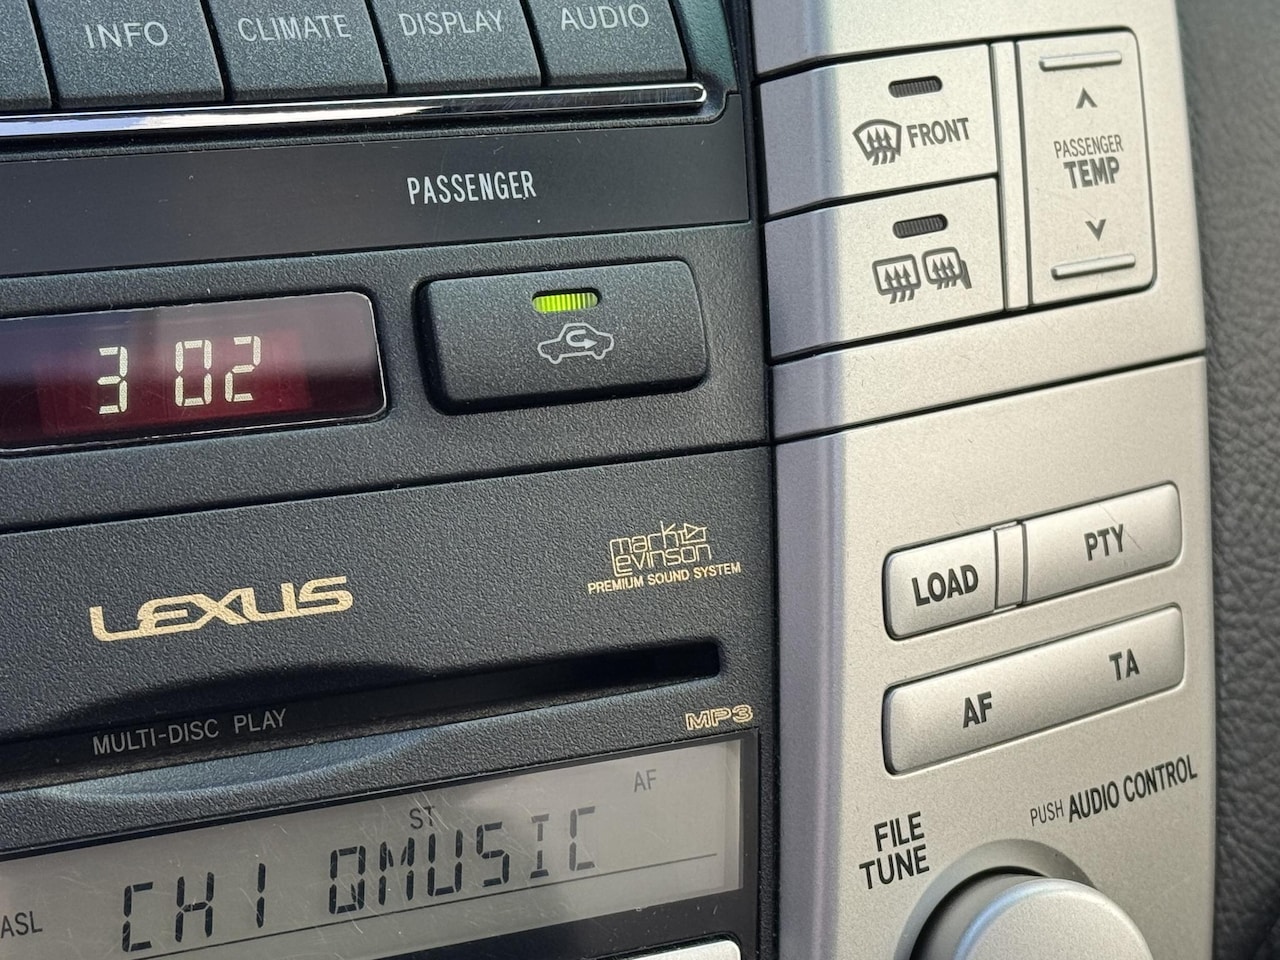 INFO
CLIMATE
DISPLAY
AUDIO
FRONT
PASSENGER
TEMP
PASSENGER
3 02
LEXUS
mark levinson
PREMIUM SOUND SYSTEM
LOAD
PTY
AF
TA
MULTI-DISC PLAY
MP3
AF
ST
CH1 QMUSIC
ASL
PUSH AUDIO CONTROL
FILE
TUNE